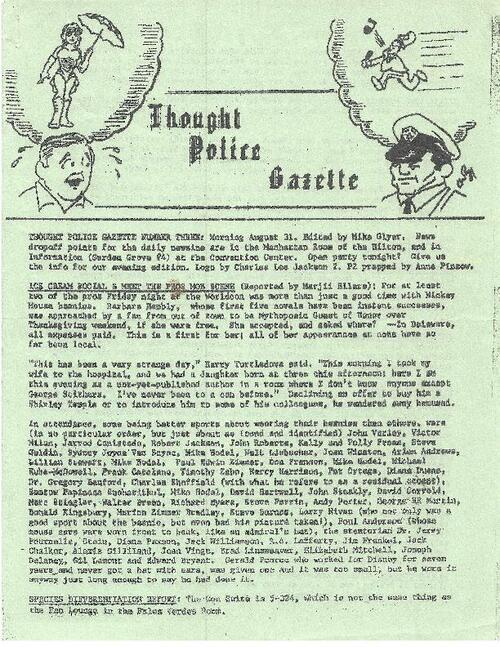 Thought
Police
Gazette
THOUGHT POLICE GAZETTE NUMBER THREE: Morning August 31. Edited by Mike Glyer. News
dropoff points for the daily newszine are in the Manhattan Room of the Hilton, and in
Information (Garden Grove #4) at the Convention Center. Open party tonight? Give us
the info for our evening edition. Logo by Charles Lee Jackson 2. P2 prepped by Anne Pinzow.
ICE CREAM SOCIAL & MEET THE PROS MOB SCENE (Reported by Marjii Ellers): For at least
two of the pros Friday night at the Worldcon was more than just a good time with Mickey
Mouse beanies. Barbara Hambly, whose first five novels have been instant successes,
was approached by a fan from out of town to be Mythopoeic Guest of Honor over
Thanksgiving weekend, if she were free. She accepted, and asked where? --In Delaware,
all expenses paid. This is a first for her; all of her appearances at cons have so
far been local.
"This has been a very strange day," Harry Turtledove said. "This morning I took my
wife to the hospital, and we had a daughter born at three this afternoon; here I am
this evening as a not-yet-published author in a room where I don't know anyone except
George Scithers. I've never been to a con before." Declining an offer to buy him a
Shirley Temple or to introduce him to some of his colleagues, he wandered away bemused.
In attendance, some being better sports about wearing their beanies than others, were
(in no particular order, but just as found and identified) John Varley, Victor
Milan, Jarrod Comstock, Robert Jackson, John Roberts, Kelly and Polly Freas, Steve
Goldin, Sydney Joyce Van Scyoc, Mike Hodel, Walt Liebscher, Joan Winston, Arlan Andrews,
Lillian Stewart, Mike Hodel, Paul Edwin Zimmer, Don Franson, Mike Hodel, Michael
Kube-McDowell, Frank Catalano, Timothy Zahn, Harry Harrison, Pat Ortega, Diana Duane,
Dr. Gregory Benford, Charles Sheffield (with what he refers to as a residual accent),
Somtow Papinian Sucharitkul, Mike Hodel, David Hartwell, John Steakly, David Gerrold,
Marc Stiegler, Walter Breen, Richard Byers, Steve Perrin, Andy Porter, George RR Martin,
Donald Kingsbury, Marion Zimmer Bradley, Steve Barnes, Larry Niven (who not only was a
good sport about the beanie, but even had his picture taken), Poul Anderson (whose
mouse ears were worn front to back, like an admiral's hat), the stentorian Dr. Jerry
Pournelle, Stath, Diana Paxson, Jack Williamson, R.A. Lafferty, Jim Frenkel, Jack
Chalker, Alexis Gilliland, Joan Vinge, Brad Linaweaver, Elizabeth Mitchell, Joseph
Delaney, Gil Lamont and Edward Bryant. Gerald Pearce who worked for Disney for seven
years and never got a hat with ears, was given one and it was too small, but he wore it
anyway just long enough to say he had done it.
SPECIES DIFFERENTIATION REPORT: The Con Suite is 5-324, which is not the same thing as
the Fan Lounge in the Palos Verdes Room.